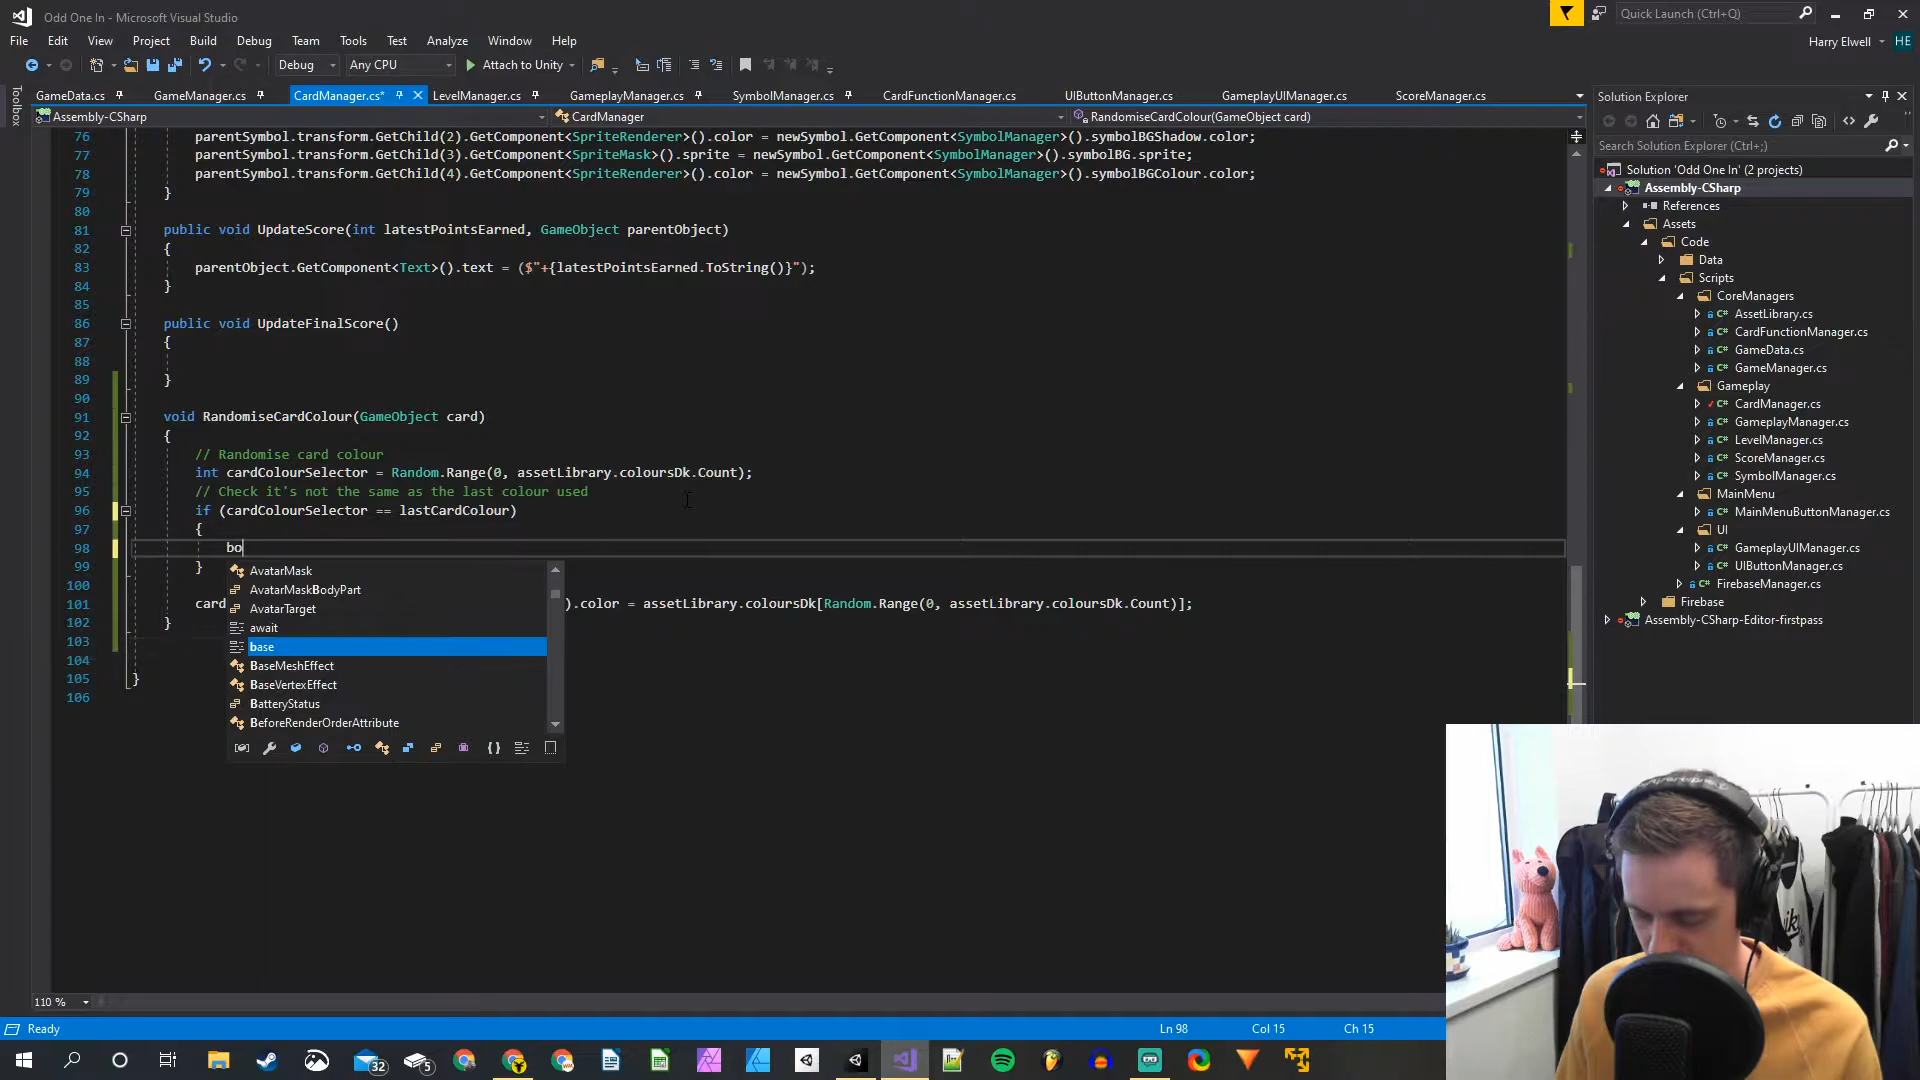 Odd One In - Microsoft Visual Studio
Quick Launch (Ctrl+Q)
File Edit View Project Build Debug Team Tools Test Analyze Window Help
Harry Elwell HE
Debug Any CPU Attach to Unity
Toolbox
GameData.cs GameManager.cs CardManager.cs* LevelManager.cs GameplayManager.cs SymbolManager.cs CardFunctionManager.cs UIButtonManager.cs GameplayUIManager.cs ScoreManager.cs
Assembly-CSharp CardManager RandomiseCardColour(GameObject card)
76 parentSymbol.transform.GetChild(2).GetComponent<SpriteRenderer>().color = newSymbol.GetComponent<SymbolManager>().symbolBGShadow.color;
77 parentSymbol.transform.GetChild(3).GetComponent<SpriteMask>().sprite = newSymbol.GetComponent<SymbolManager>().symbolBG.sprite;
78 parentSymbol.transform.GetChild(4).GetComponent<SpriteRenderer>().color = newSymbol.GetComponent<SymbolManager>().symbolBGColour.color;
79 }
80
81 public void UpdateScore(int latestPointsEarned, GameObject parentObject)
82 {
83 parentObject.GetComponent<Text>().text = ($"+{latestPointsEarned.ToString()}");
84 }
85
86 public void UpdateFinalScore()
87 {
88
89 }
90
91 void RandomiseCardColour(GameObject card)
92 {
93 // Randomise card colour
94 int cardColourSelector = Random.Range(0, assetLibrary.coloursDk.Count);
95 // Check it's not the same as the last colour used
96 if (cardColourSelector == lastCardColour)
97 {
98 bo
99 }
100
101 card ).color = assetLibrary.coloursDk[Random.Range(0, assetLibrary.coloursDk.Count)];
102 }
103
104
105 }
106
AvatarMask
AvatarMaskBodyPart
AvatarTarget
await
base
BaseMeshEffect
BaseVertexEffect
BatteryStatus
BeforeRenderOrderAttribute
Solution Explorer
Search Solution Explorer (Ctrl+;)
Solution 'Odd One In' (2 projects)
Assembly-CSharp
References
Assets
Code
Data
Scripts
CoreManagers
AssetLibrary.cs
CardFunctionManager.cs
GameData.cs
GameManager.cs
Gameplay
CardManager.cs
GameplayManager.cs
LevelManager.cs
ScoreManager.cs
SymbolManager.cs
MainMenu
MainMenuButtonManager.cs
UI
GameplayUIManager.cs
UIButtonManager.cs
FirebaseManager.cs
Firebase
Assembly-CSharp-Editor-firstpass
110 %
Ready Ln 98 Col 15 Ch 15
32 5